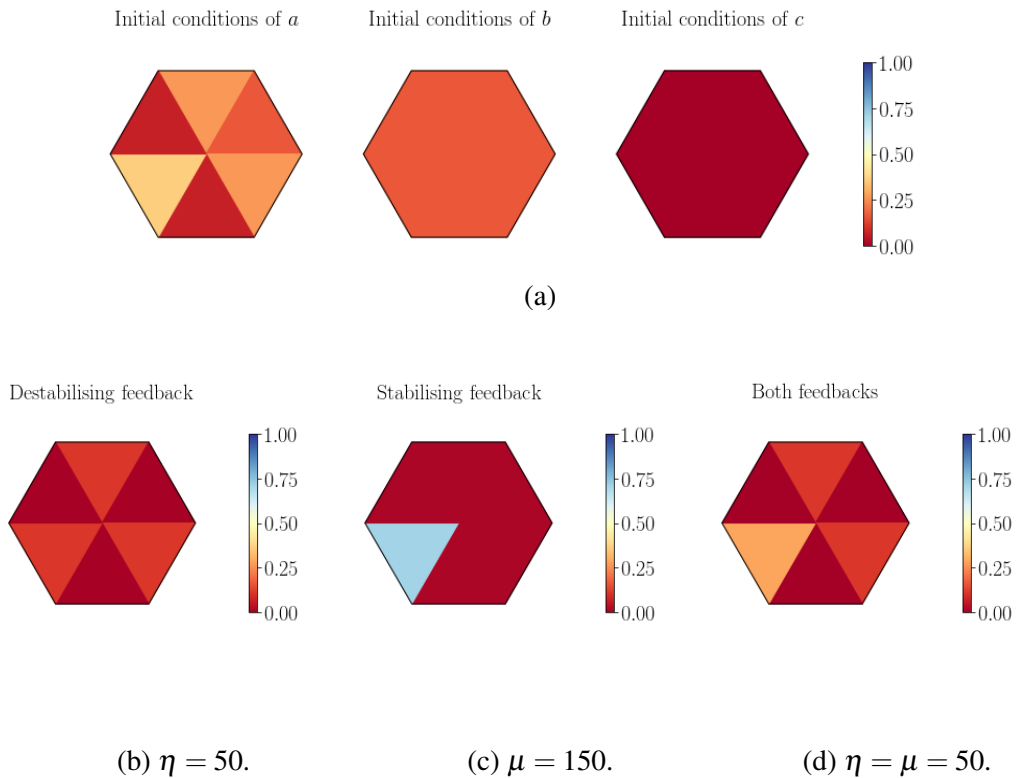 Initial conditions of a Initial conditions of b Initial conditions of c
1.00
0.75
0.50
0.25
0.00
(a)
Destabilising feedback Stabilising feedback Both feedbacks
1.00 1.00 1.00
0.75 0.75 0.75
0.50 0.50 0.50
0.25 0.25 0.25
0.00 0.00 0.00
(b) η = 50. (c) μ = 150. (d) η = μ = 50.